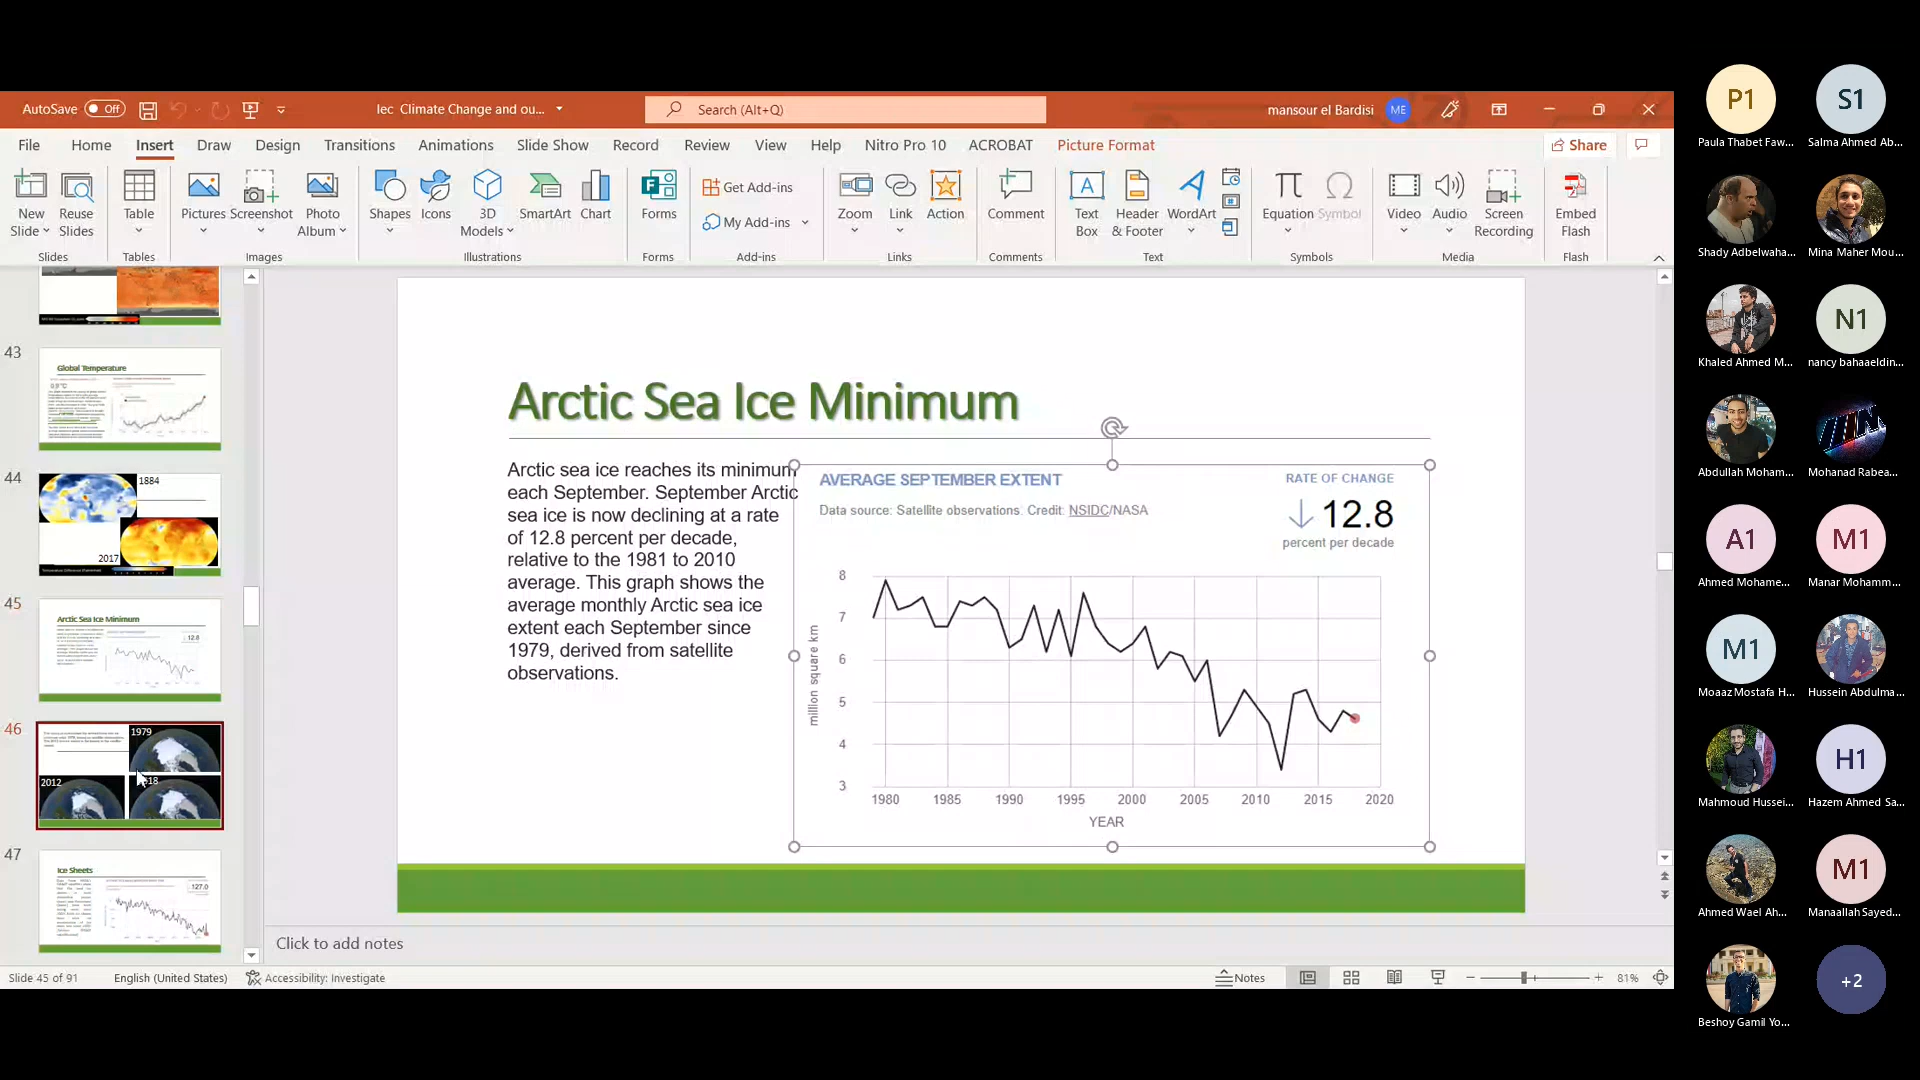 AutoSave Off
lec Climate Change and ou...
Search (Alt+Q)
mansour el Bardisi ME
File Home Insert Draw Design Transitions Animations Slide Show Record Review View Help Nitro Pro 10 ACROBAT Picture Format
Share
New Slide
Reuse Slides
Table
Pictures
Screenshot
Photo Album
Shapes
Icons
3D Models
SmartArt
Chart
Forms
Get Add-ins
My Add-ins
Zoom
Link
Action
Comment
Text Box
Header & Footer
WordArt
Equation
Symbol
Video
Audio
Screen Recording
Embed Flash
Slides Tables Images Illustrations Forms Add-ins Links Comments Text Symbols Media Flash
43
Global Temperature
44
1884
2017
45
Arctic Sea Ice Minimum
12.8
46
1979
2012
47
Ice Sheets
127.0
Arctic Sea Ice Minimum
Arctic sea ice reaches its minimum
each September. September Arctic
sea ice is now declining at a rate
of 12.8 percent per decade,
relative to the 1981 to 2010
average. This graph shows the
average monthly Arctic sea ice
extent each September since
1979, derived from satellite
observations.
AVERAGE SEPTEMBER EXTENT
Data source: Satellite observations. Credit: NSIDC/NASA
RATE OF CHANGE
↓ 12.8
percent per decade
8
7
6
5
4
3
million square km
1980 1985 1990 1995 2000 2005 2010 2015 2020
YEAR
Click to add notes
Slide 45 of 91 English (United States) Accessibility: Investigate
Notes
81%
P1
Paula Thabet Faw...
S1
Salma Ahmed Ab...
Shady Adbelwaha...
Mina Maher Mou...
Khaled Ahmed M...
N1
nancy bahaaeldin...
Abdullah Moham...
Mohanad Rabea...
A1
Ahmed Mohame...
M1
Manar Mohamm...
M1
Moaaz Mostafa H...
Hussein Abdulma...
Mahmoud Hussei...
H1
Hazem Ahmed Sa...
Ahmed Wael Ah...
M1
Manaallah Sayed...
Beshoy Gamil Yo...
+2